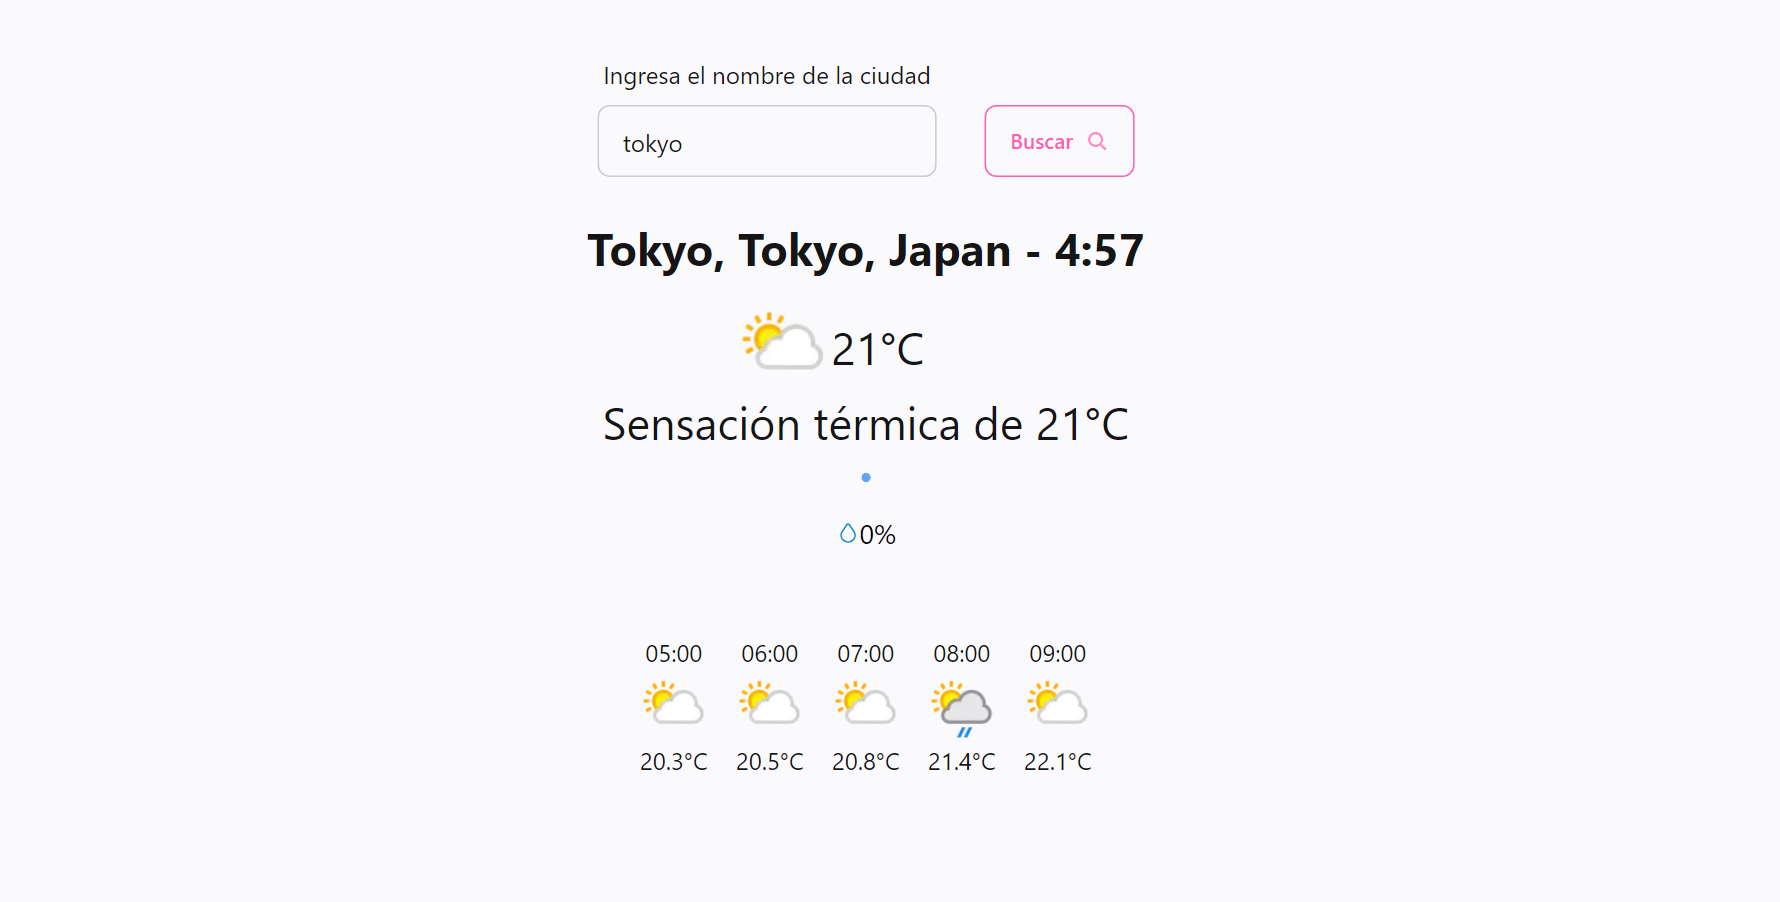 Ingresa el nombre de la ciudad
tokyo
Buscar
Tokyo, Tokyo, Japan - 4:57
21°C
Sensación térmica de 21°C
0%
05:00 06:00 07:00 08:00 09:00
20.3°C 20.5°C 20.8°C 21.4°C 22.1°C